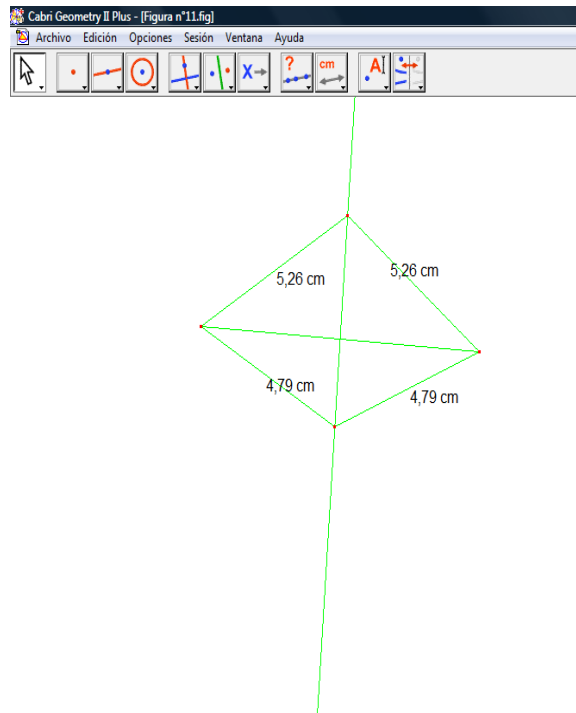 Cabri Geometry II Plus - [Figura n°11.fig]
Archivo Edición Opciones Sesión Ventana Ayuda
X ? cm A
5,26 cm 5,26 cm
4,79 cm 4,79 cm